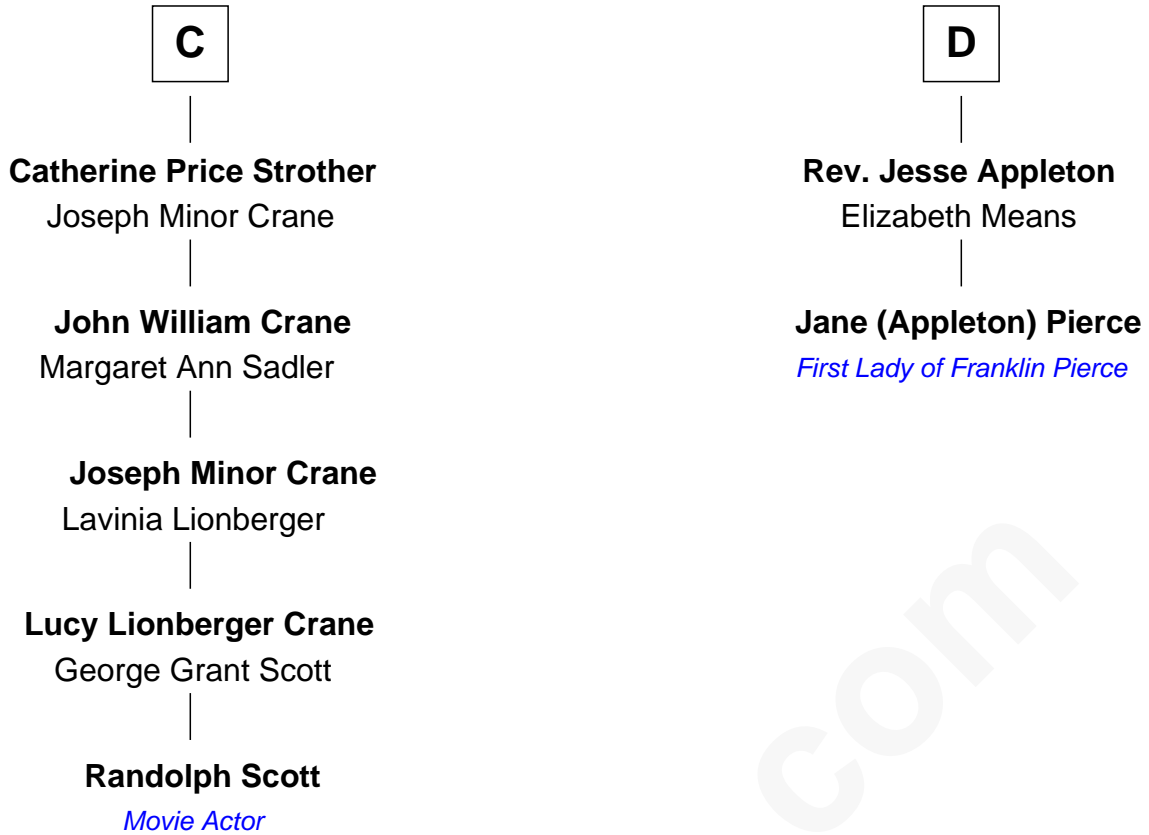 C
Catherine Price Strother
Joseph Minor Crane
John William Crane
Margaret Ann Sadler
Joseph Minor Crane
Lavinia Lionberger
Lucy Lionberger Crane
George Grant Scott
Randolph Scott
Movie Actor
D
Rev. Jesse Appleton
Elizabeth Means
Jane (Appleton) Pierce
First Lady of Franklin Pierce
com